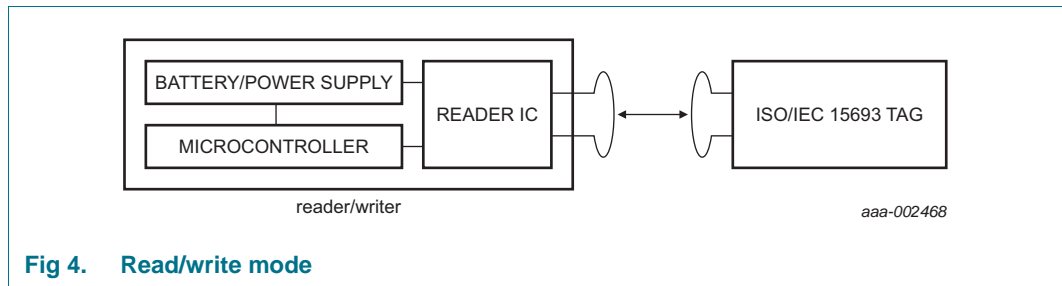 BATTERY/POWER SUPPLY
MICROCONTROLLER
READER IC
ISO/IEC 15693 TAG
reader/writer
aaa-002468
Fig 4. Read/write mode